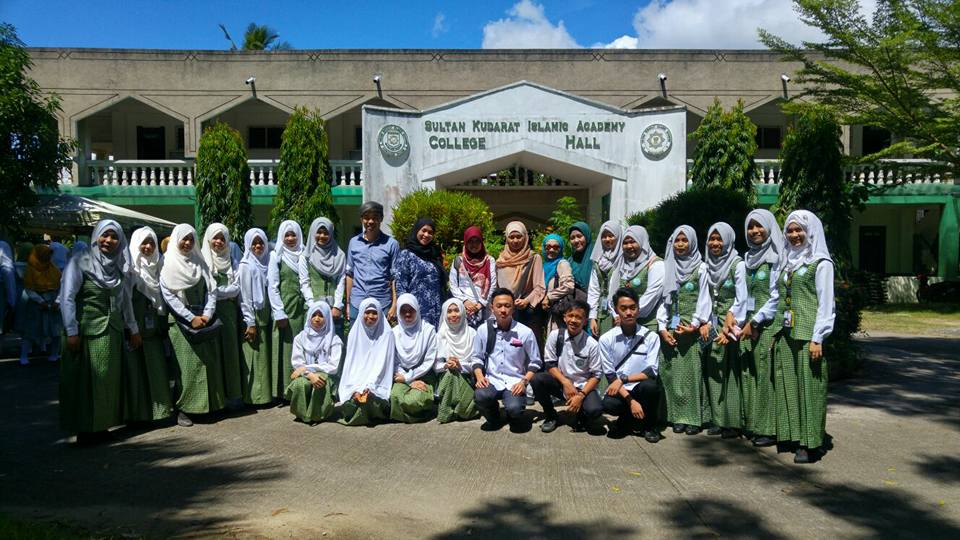 SULTAN KUDARAT ISLAMIC ACADEMY
COLLEGE HALL